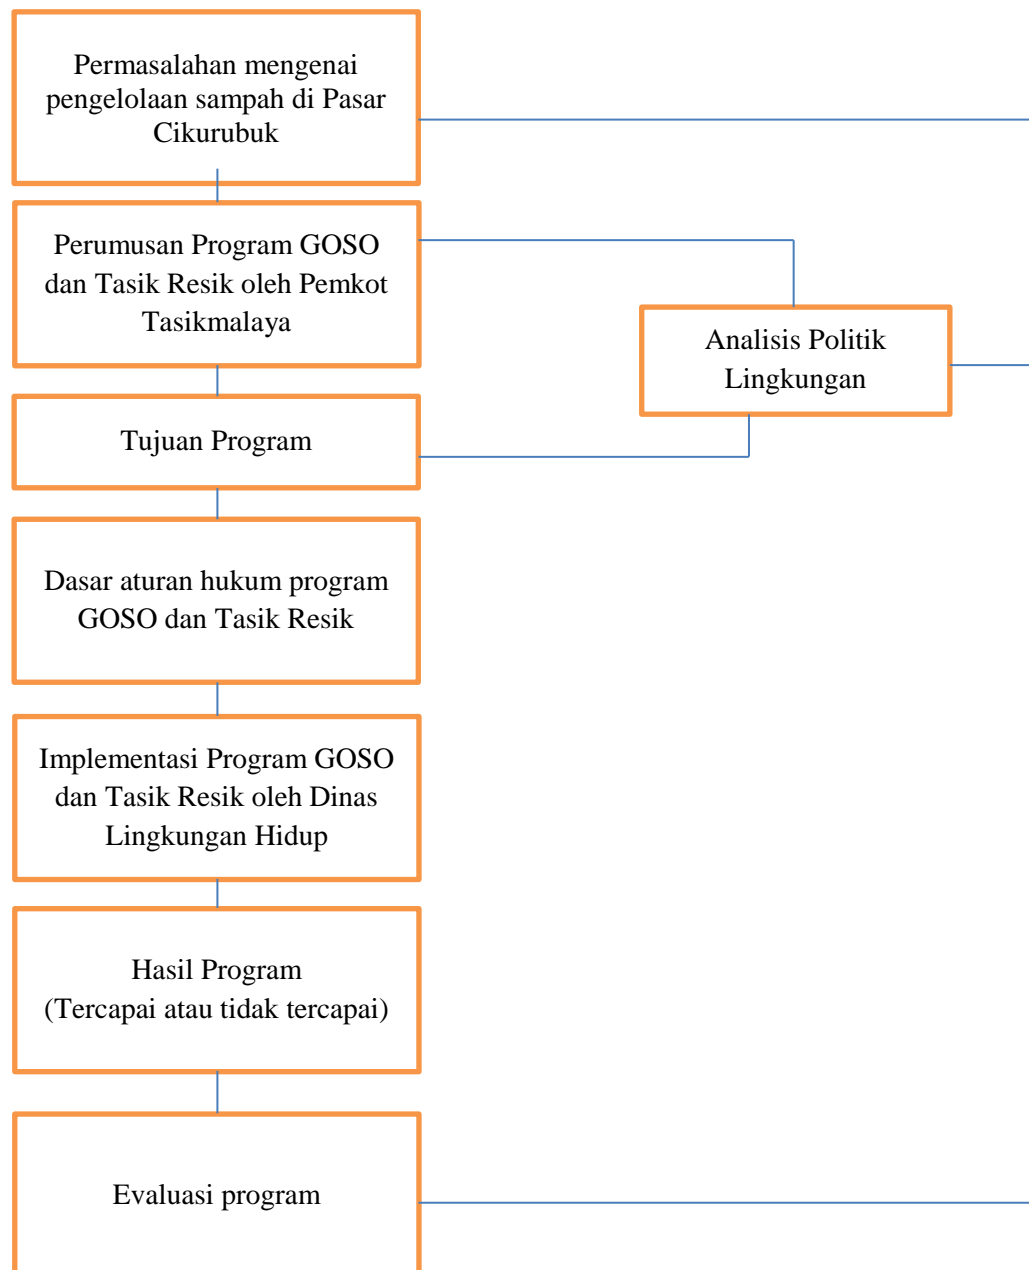 Permasalahan mengenai
pengelolaan sampah di Pasar
Cikurubuk
Perumusan Program GOSO
dan Tasik Resik oleh Pemkot
Tasikmalaya
Analisis Politik
Lingkungan
Tujuan Program
Dasar aturan hukum program
GOSO dan Tasik Resik
Implementasi Program GOSO
dan Tasik Resik oleh Dinas
Lingkungan Hidup
Hasil Program
(Tercapai atau tidak tercapai)
Evaluasi program